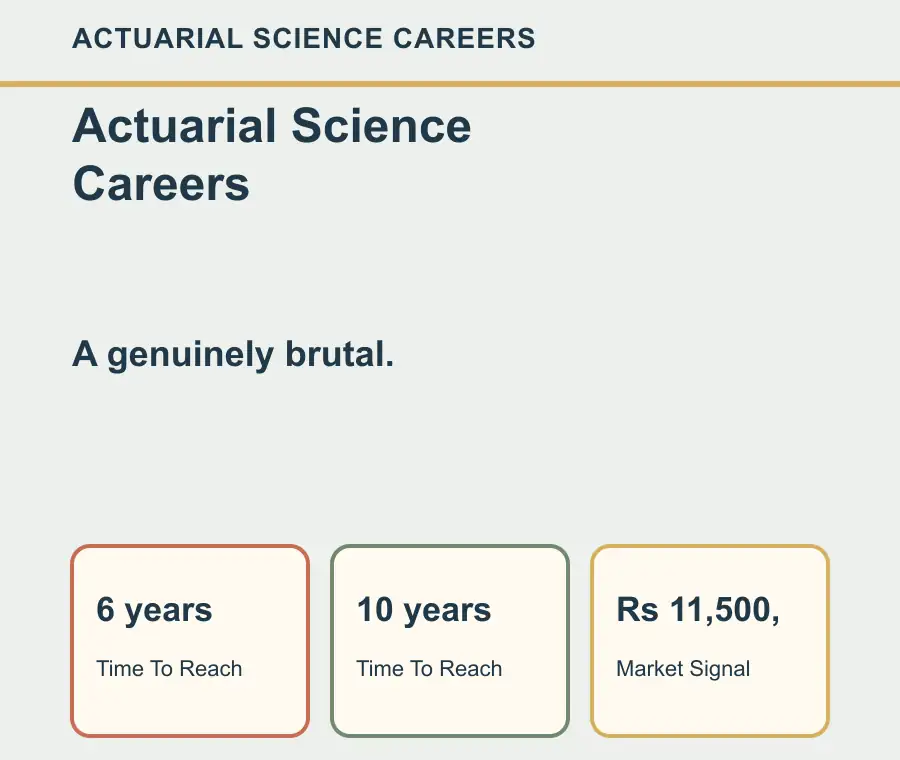 ACTUARIAL SCIENCE CAREERS
Actuarial Science
Careers
A genuinely brutal.
6 years
Time To Reach
10 years
Time To Reach
Rs 11,500,
Market Signal